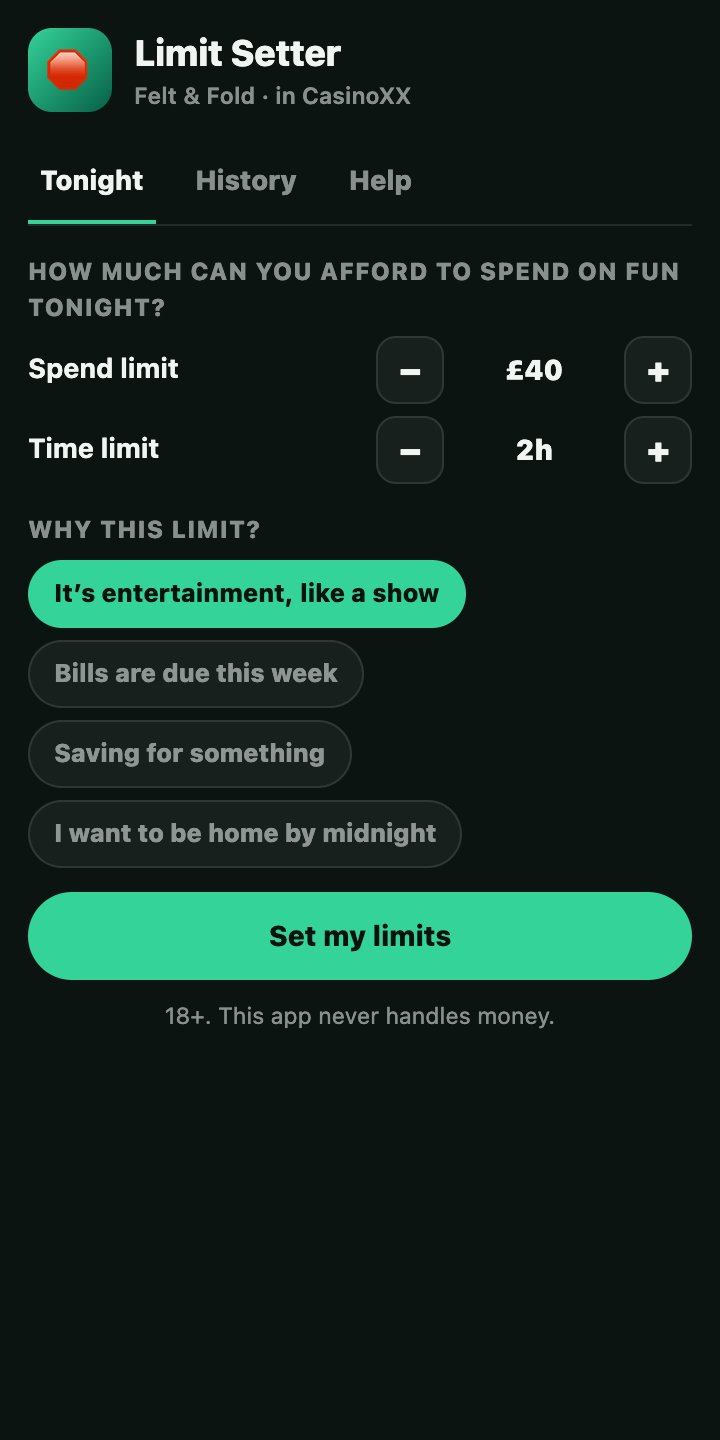 Limit Setter
Felt & Fold · in CasinoXX
Tonight History Help
HOW MUCH CAN YOU AFFORD TO SPEND ON FUN
TONIGHT?
Spend limit − £40 +
Time limit − 2h +
WHY THIS LIMIT?
It’s entertainment, like a show
Bills are due this week
Saving for something
I want to be home by midnight
Set my limits
18+. This app never handles money.